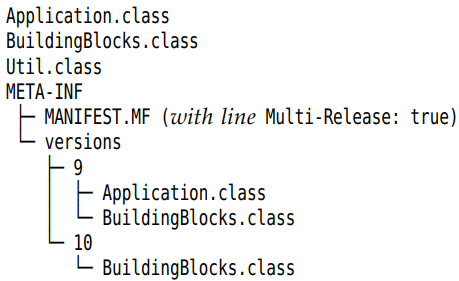 Application.class
BuildingBlocks.class
Util.class
META-INF
MANIFEST.MF (with line Multi-Release: true)
versions
9
Application.class
BuildingBlocks.class
10
BuildingBlocks.class